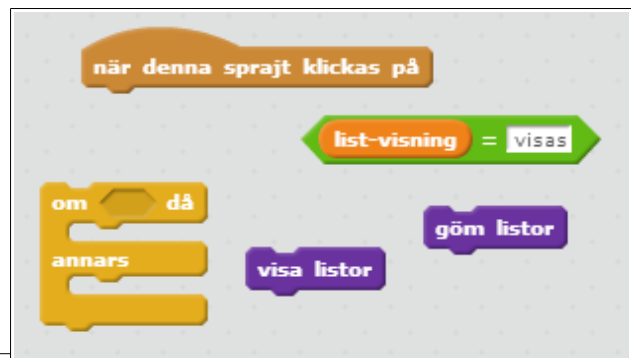 när denna sprajt klickas på
list-visning = visas
om då
göm listor
annars
visa listor